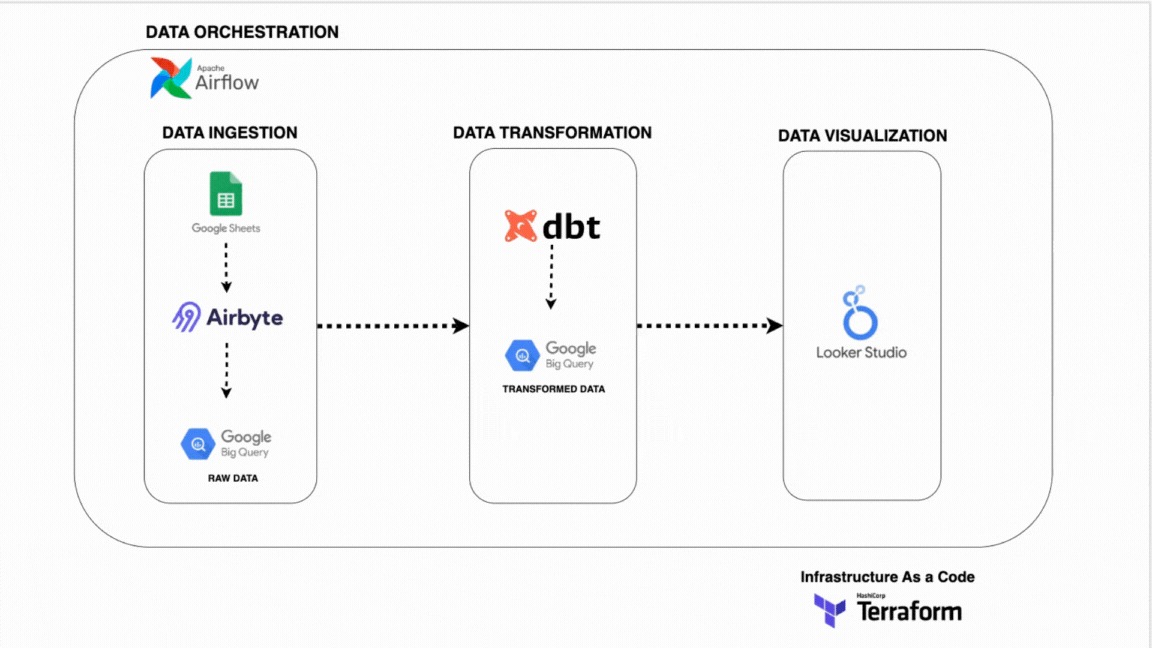 DATA ORCHESTRATION
Apache
Airflow
DATA INGESTION
Google Sheets
Airbyte
Google
Big Query
RAW DATA
DATA TRANSFORMATION
dbt
Google
Big Query
TRANSFORMED DATA
DATA VISUALIZATION
Looker Studio
Infrastructure As a Code
HashiCorp
Terraform